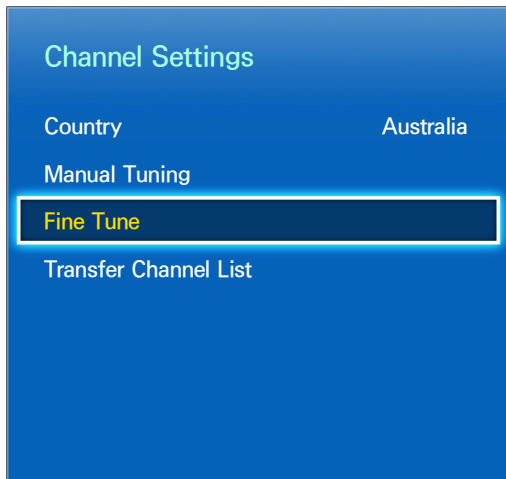 Channel Settings
Country Australia
Manual Tuning
Fine Tune
Transfer Channel List